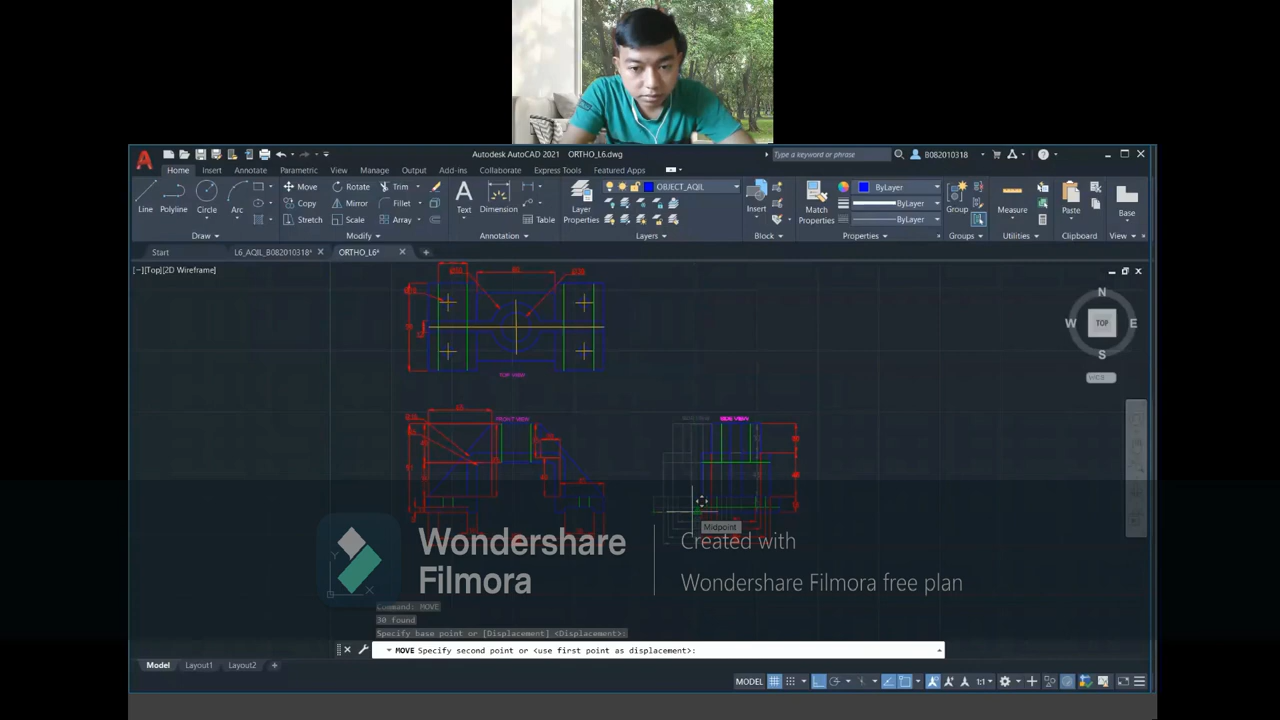 Autodesk AutoCAD 2021 ORTHO_L6.dwg
Type a keyword or phrase
B082010318
Home Insert Annotate Parametric View Manage Output Add-ins Collaborate Express Tools Featured Apps
Line Polyline Circle Arc
Move Rotate Trim
Copy Mirror Fillet
Stretch Scale Array
Text Dimension Table
Layer Properties
OBJECT_AQIL
Insert
Match Properties
ByLayer
ByLayer
ByLayer
Group
Measure
Paste
Base
Draw Modify Annotation Layers Block Properties Groups Utilities Clipboard View
Start L6_AQIL_B082010318* ORTHO_L6*
[−][Top][2D Wireframe]
N
W TOP E
S
WCS
TOP VIEW
FRONT VIEW
SIDE VIEW
SIDE VIEW
Midpoint
Y
X
Wondershare
Filmora
Created with
Wondershare Filmora free plan
Command: MOVE
30 found
Specify base point or [Displacement] <Displacement>:
MOVE Specify second point or <use first point as displacement>:
Model Layout1 Layout2
MODEL 1:1